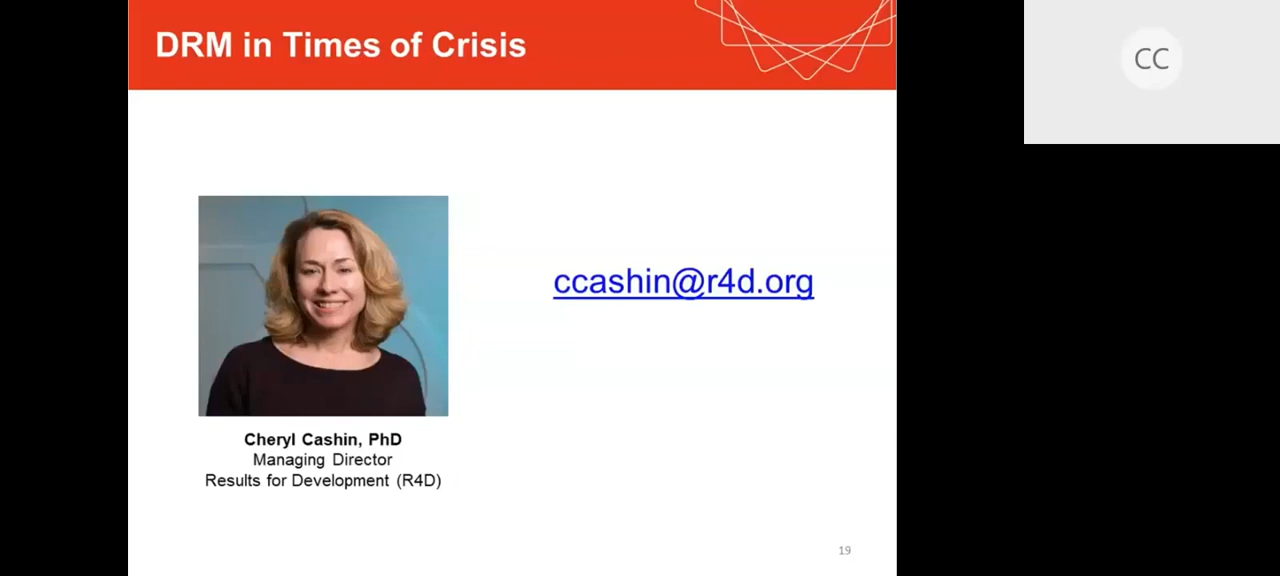 DRM in Times of Crisis
CC
ccashin@r4d.org
Cheryl Cashin, PhD
Managing Director
Results for Development (R4D)
19